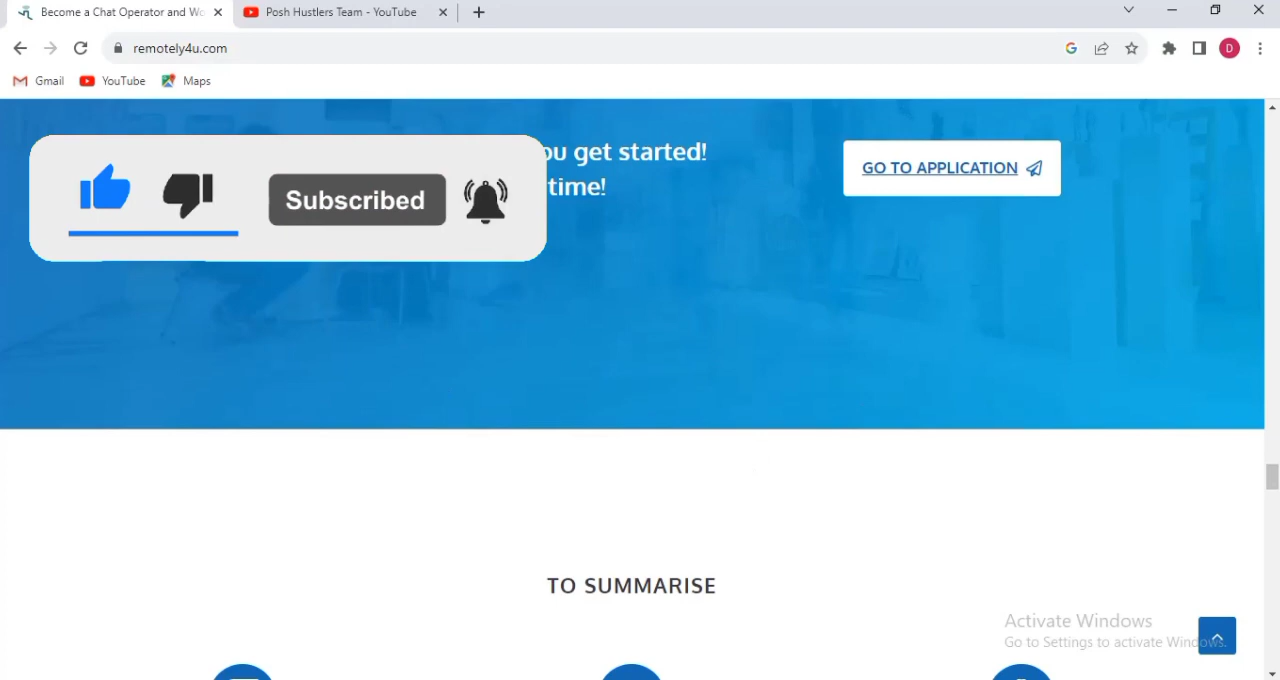 Become a Chat Operator and Wo
Posh Hustlers Team - YouTube
remotely4u.com
D
Gmail
YouTube
Maps
ou get started!
time!
GO TO APPLICATION
Subscribed
TO SUMMARISE
Activate Windows
Go to Settings to activate Windows.